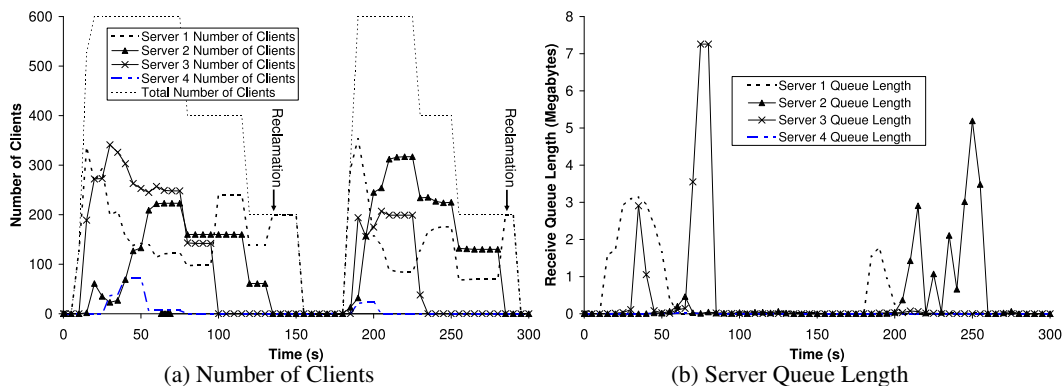 600
500
400
300
200
100
0
Number of Clients
Server 1 Number of Clients
Server 2 Number of Clients
Server 3 Number of Clients
Server 4 Number of Clients
Total Number of Clients
Reclamation
Reclamation
0 50 100 150 200 250 300
Time (s)
(a) Number of Clients
8
7
6
5
4
3
2
1
0
Receive Queue Length (Megabytes)
Server 1 Queue Length
Server 2 Queue Length
Server 3 Queue Length
Server 4 Queue Length
0 50 100 150 200 250 300
Time (s)
(b) Server Queue Length